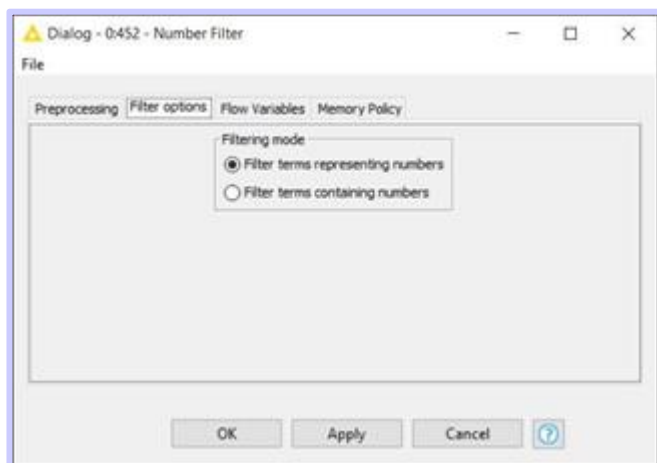 Dialog - 0:452 - Number Filter
File
Preprocessing Filter options Flow Variables Memory Policy
Filtering mode
Filter terms representing numbers
Filter terms containing numbers
OK Apply Cancel ?